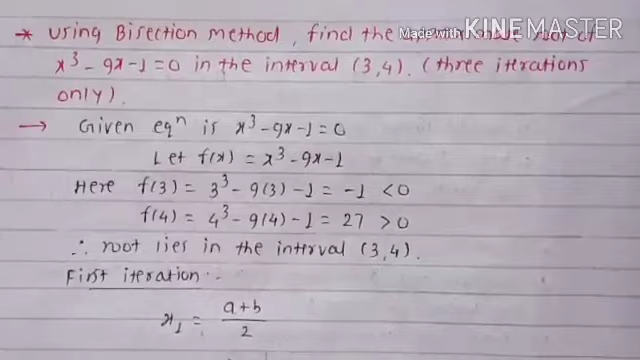 * Using Bisection method, find the
Made with KINE MASTER
x³ - 9x - 1 = 0 in the interval (3,4). (three iterations
only).
→ Given eqⁿ is x³ - 9x - 1 = 0
Let f(x) = x³ - 9x - 1
Here f(3) = 3³ - 9(3) - 1 = -1 < 0
f(4) = 4³ - 9(4) - 1 = 27 > 0
∴ root lies in the interval (3,4).
First iteration :-
x₁ = a+b / 2